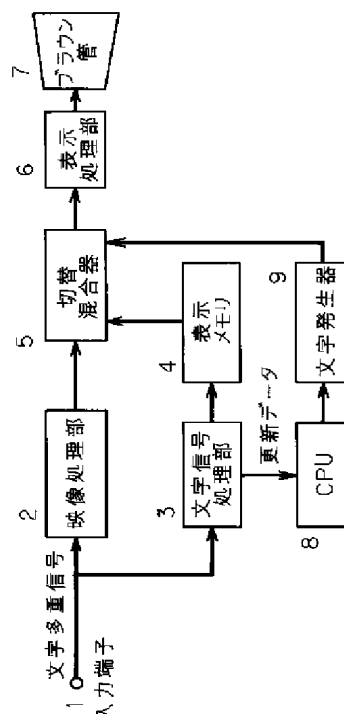 文字多重信号
1
入力端子
2
映像処理部
3
文字信号
処理部
更新データ
4
表示
メモリ
5
切替
混合器
6
表示
処理部
7
ブラウン
管
8
CPU
9
文字発生器